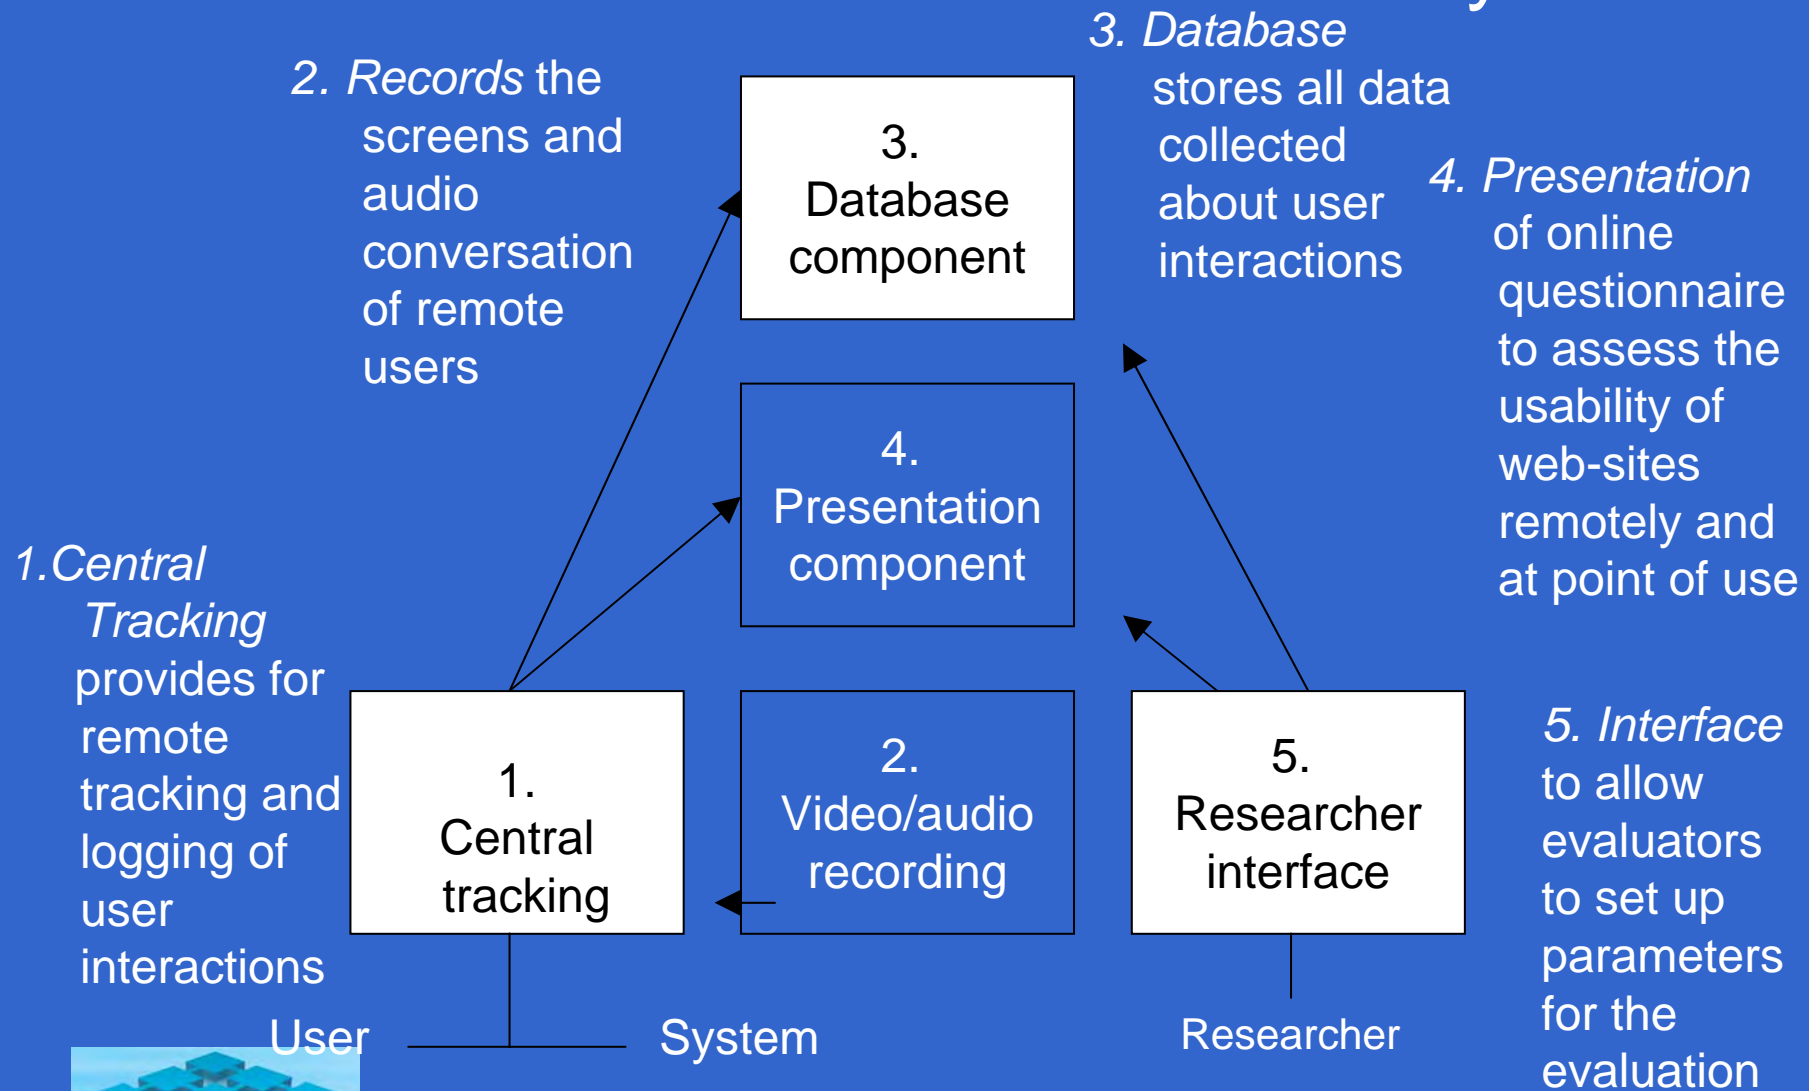 2. Records the
screens and
audio
conversation
of remote
users
3. Database
stores all data
collected
about user
interactions
4. Presentation
of online
questionnaire
to assess the
usability of
web-sites
remotely and
at point of use
3.
Database
component
4.
Presentation
component
1.Central
Tracking
provides for
remote
tracking and
logging of
user
interactions
1.
Central
tracking
2.
Video/audio
recording
5.
Researcher
interface
5. Interface
to allow
evaluators
to set up
parameters
for the
evaluation
User
System
Researcher